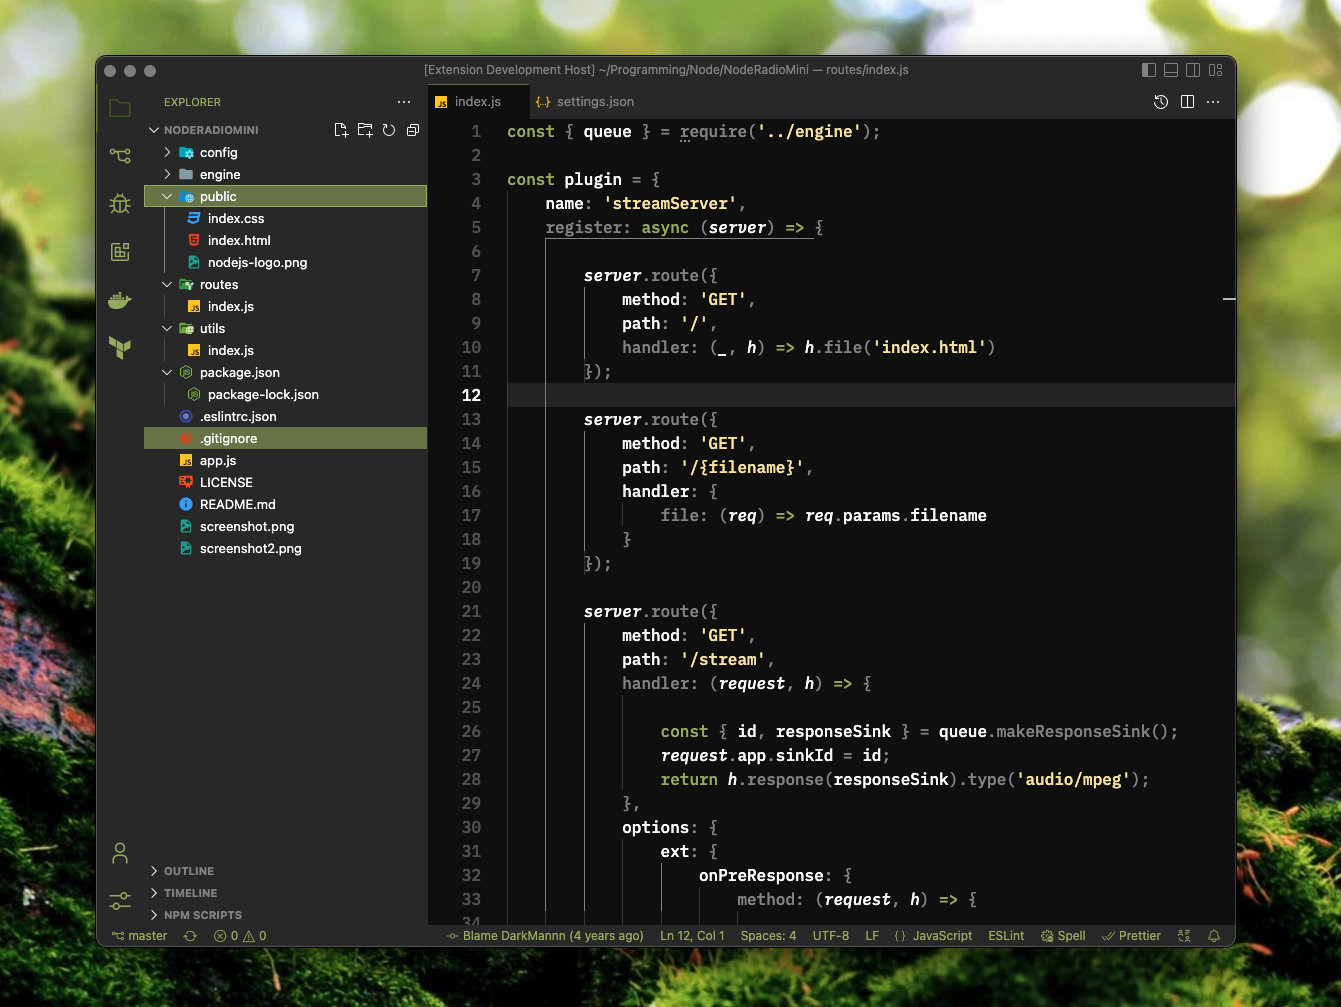 [Extension Development Host] ~/Programming/Node/NodeRadioMini — routes/index.js
EXPLORER
NODERADIOMINI
config
engine
public
index.css
index.html
nodejs-logo.png
routes
index.js
utils
index.js
package.json
package-lock.json
.eslintrc.json
.gitignore
app.js
LICENSE
README.md
screenshot.png
screenshot2.png
OUTLINE
TIMELINE
NPM SCRIPTS
JS index.js {..} settings.json
1 const { queue } = require('../engine');
2
3 const plugin = {
4     name: 'streamServer',
5     register: async (server) => {
6
7         server.route({
8             method: 'GET',
9             path: '/',
10             handler: (_, h) => h.file('index.html')
11         });
12
13         server.route({
14             method: 'GET',
15             path: '/{filename}',
16             handler: {
17                 file: (req) => req.params.filename
18             }
19         });
20
21         server.route({
22             method: 'GET',
23             path: '/stream',
24             handler: (request, h) => {
25
26                 const { id, responseSink } = queue.makeResponseSink();
27                 request.app.sinkId = id;
28                 return h.response(responseSink).type('audio/mpeg');
29             },
30             options: {
31                 ext: {
32                     onPreResponse: {
33                         method: (request, h) => {
34
master 0 0 Blame DarkMannn (4 years ago) Ln 12, Col 1 Spaces: 4 UTF-8 LF {} JavaScript ESLint Spell Prettier